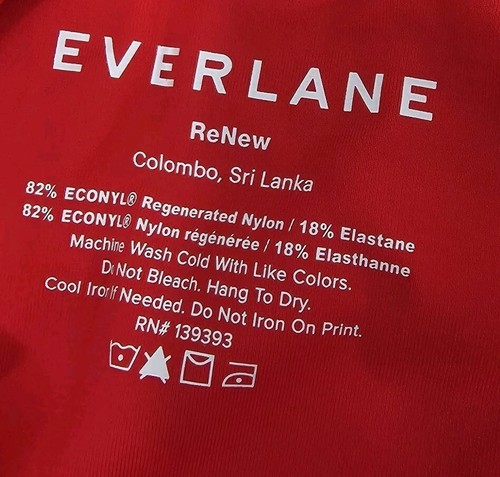 EVERLANE
ReNew
Colombo, Sri Lanka
82% ECONYL® Regenerated Nylon / 18% Elastane
82% ECONYL® Nylon régénérée / 18% Elasthanne
Machine Wash Cold With Like Colors.
Do Not Bleach. Hang To Dry.
Cool Iron If Needed. Do Not Iron On Print.
RN# 139393